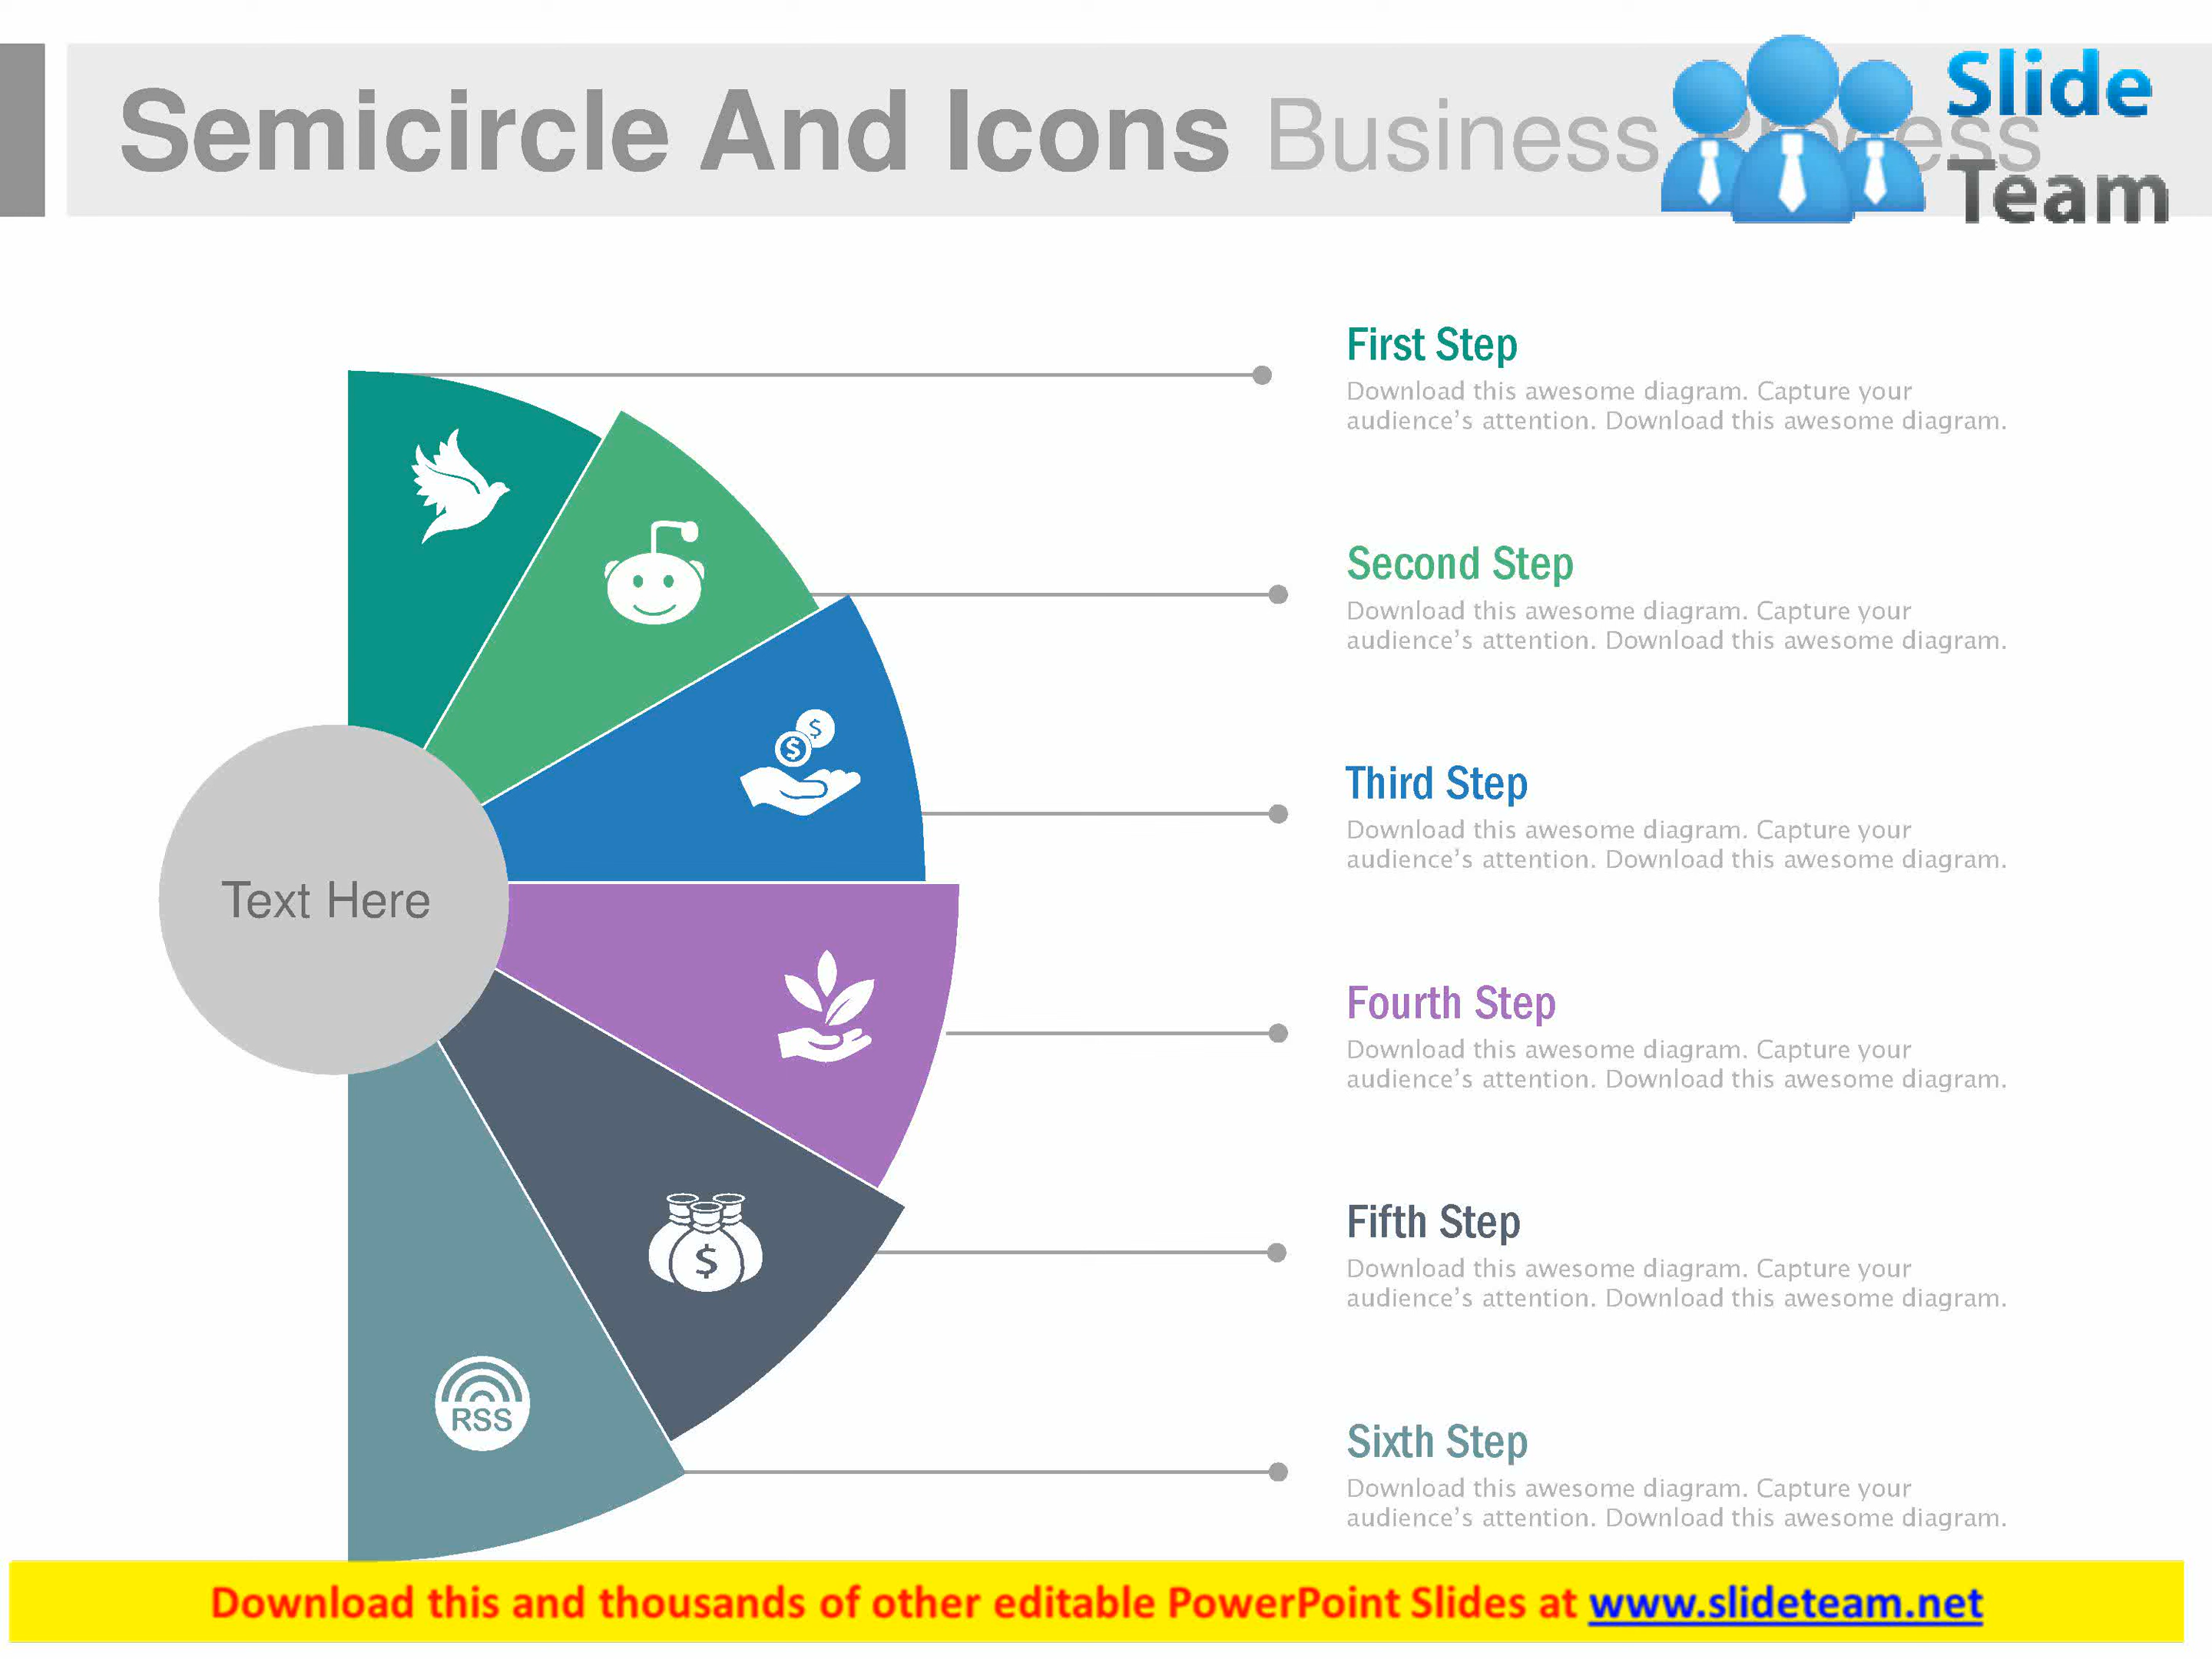 Semicircle And Icons Business Process
Slide
Team
First Step
Download this awesome diagram. Capture your
audience’s attention. Download this awesome diagram.
Second Step
Download this awesome diagram. Capture your
audience’s attention. Download this awesome diagram.
$
$
Third Step
Download this awesome diagram. Capture your
audience’s attention. Download this awesome diagram.
Text Here
Fourth Step
Download this awesome diagram. Capture your
audience’s attention. Download this awesome diagram.
$
Fifth Step
Download this awesome diagram. Capture your
audience’s attention. Download this awesome diagram.
RSS
Sixth Step
Download this awesome diagram. Capture your
audience’s attention. Download this awesome diagram.
Download this and thousands of other editable PowerPoint Slides at www.slideteam.net